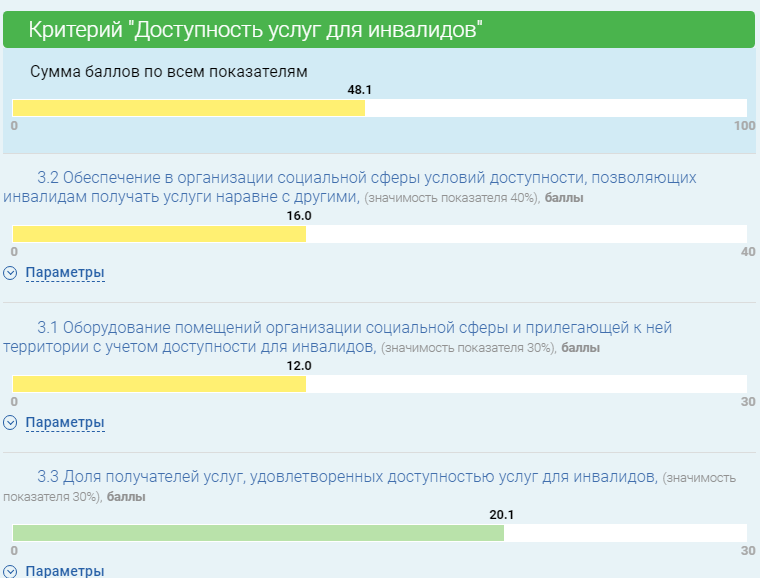 Критерий "Доступность услуг для инвалидов"
Сумма баллов по всем показателям
48.1
0 100
3.2 Обеспечение в организации социальной сферы условий доступности, позволяющих
инвалидам получать услуги наравне с другими, (значимость показателя 40%), баллы
16.0
0 40
Параметры
3.1 Оборудование помещений организации социальной сферы и прилегающей к ней
территории с учетом доступности для инвалидов, (значимость показателя 30%), баллы
12.0
0 30
Параметры
3.3 Доля получателей услуг, удовлетворенных доступностью услуг для инвалидов, (значимость
показателя 30%), баллы
20.1
0 30
Параметры